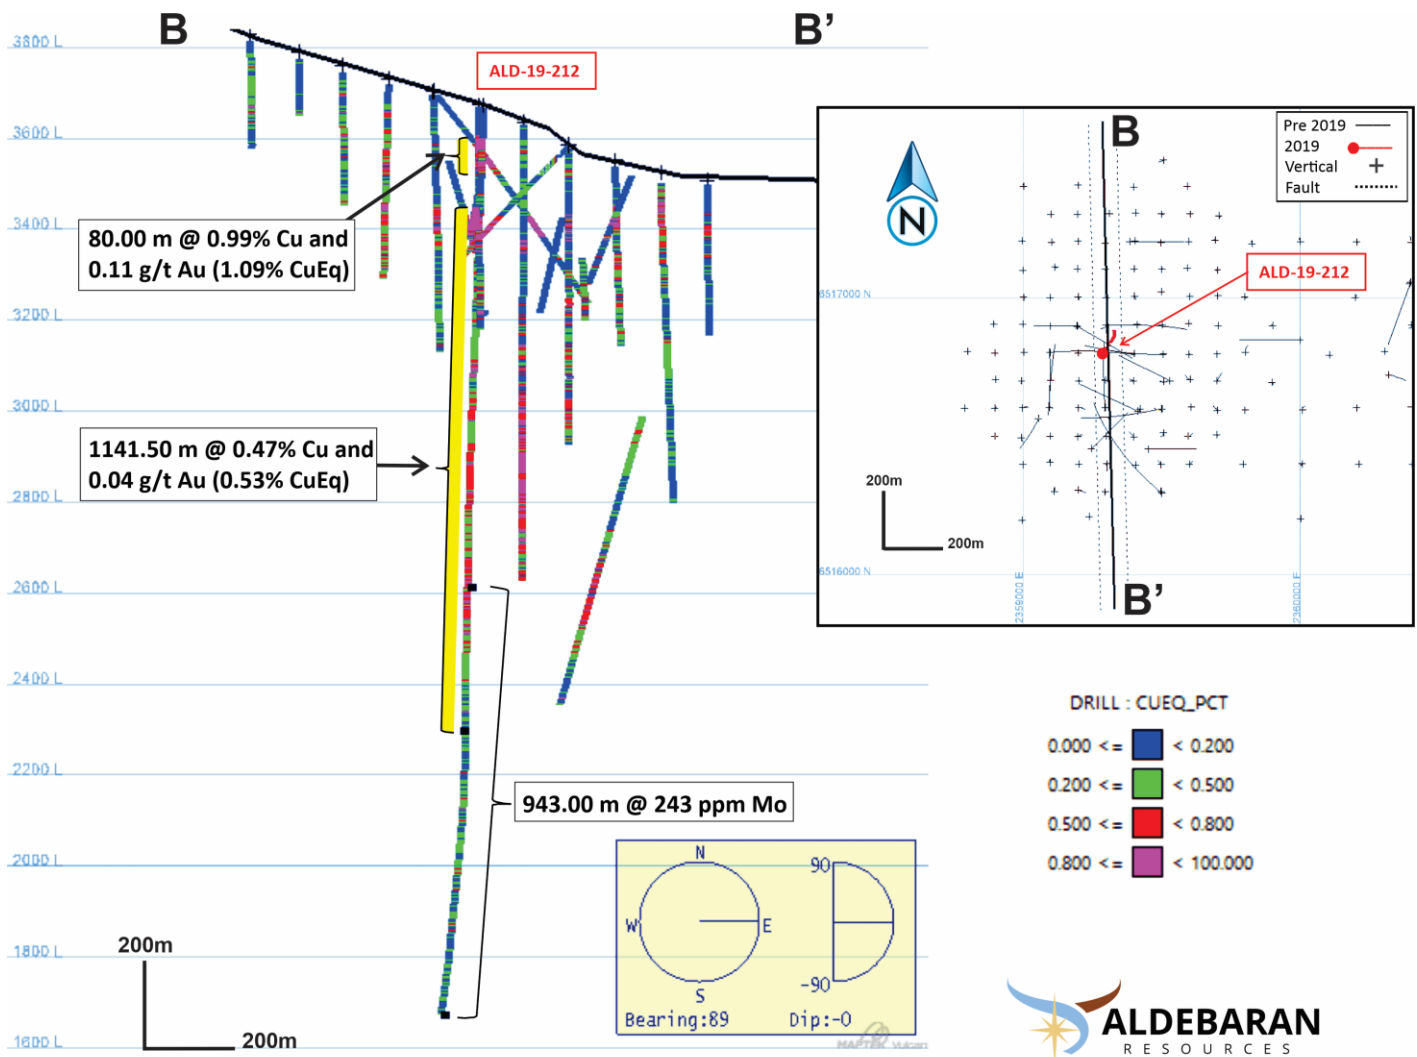 B
B’
3800 L
ALD-19-212
3600 L
80.00 m @ 0.99% Cu and
0.11 g/t Au (1.09% CuEq)
3400 L
3200 L
3000 L
1141.50 m @ 0.47% Cu and
0.04 g/t Au (0.53% CuEq)
2800 L
2600 L
2400 L
2200 L
943.00 m @ 243 ppm Mo
2000 L
1800 L
1600 L
200m
200m
N
W
E
S
90
-90
Bearing:89
Dip:-0
MAPTEK Vulcan
B
Pre 2019
2019
Vertical
Fault
N
ALD-19-212
6517000 N
200m
200m
6516000 N
2359000 E
2360000 E
B’
DRILL : CUEQ_PCT
0.000 <= < 0.200
0.200 <= < 0.500
0.500 <= < 0.800
0.800 <= < 100.000
ALDEBARAN
RESOURCES